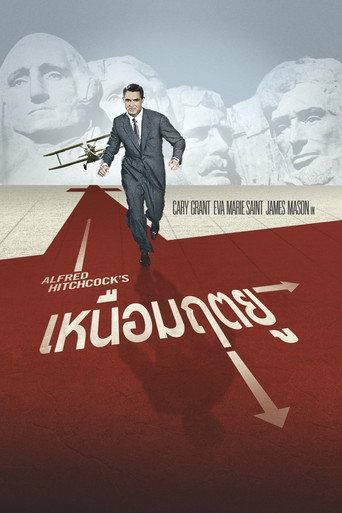 CARY GRANT EVA MARIE SAINT JAMES MASON IN
ALFRED
HITCHCOCK'S
เหนือมฤตยู